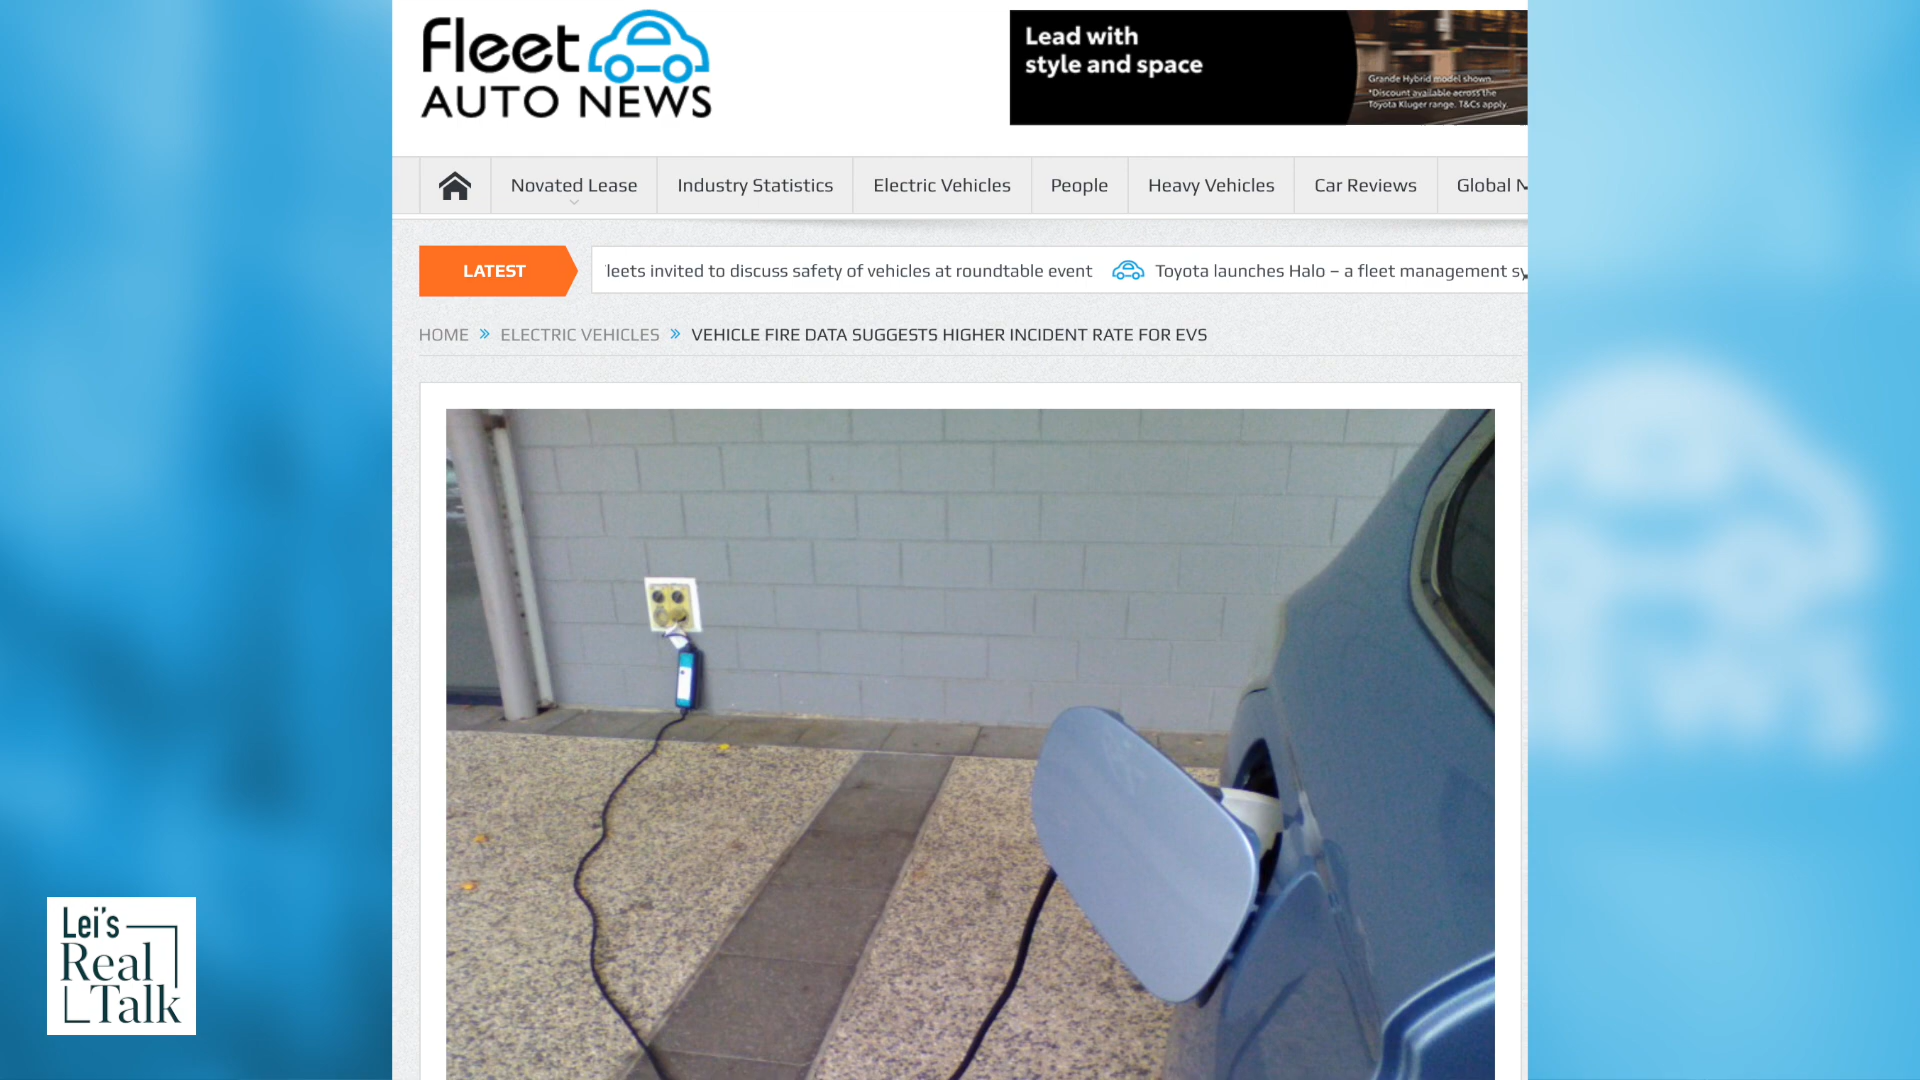 Fleet
AUTO NEWS
Lead with
style and space
Grande Hybrid model shown.
*Discount available across the
Toyota Kluger range. T&Cs apply.
Novated Lease
Industry Statistics
Electric Vehicles
People
Heavy Vehicles
Car Reviews
Global
LATEST
leets invited to discuss safety of vehicles at roundtable event
Toyota launches Halo – a fleet management sy
HOME » ELECTRIC VEHICLES » VEHICLE FIRE DATA SUGGESTS HIGHER INCIDENT RATE FOR EVS
Lei's
Real
Talk